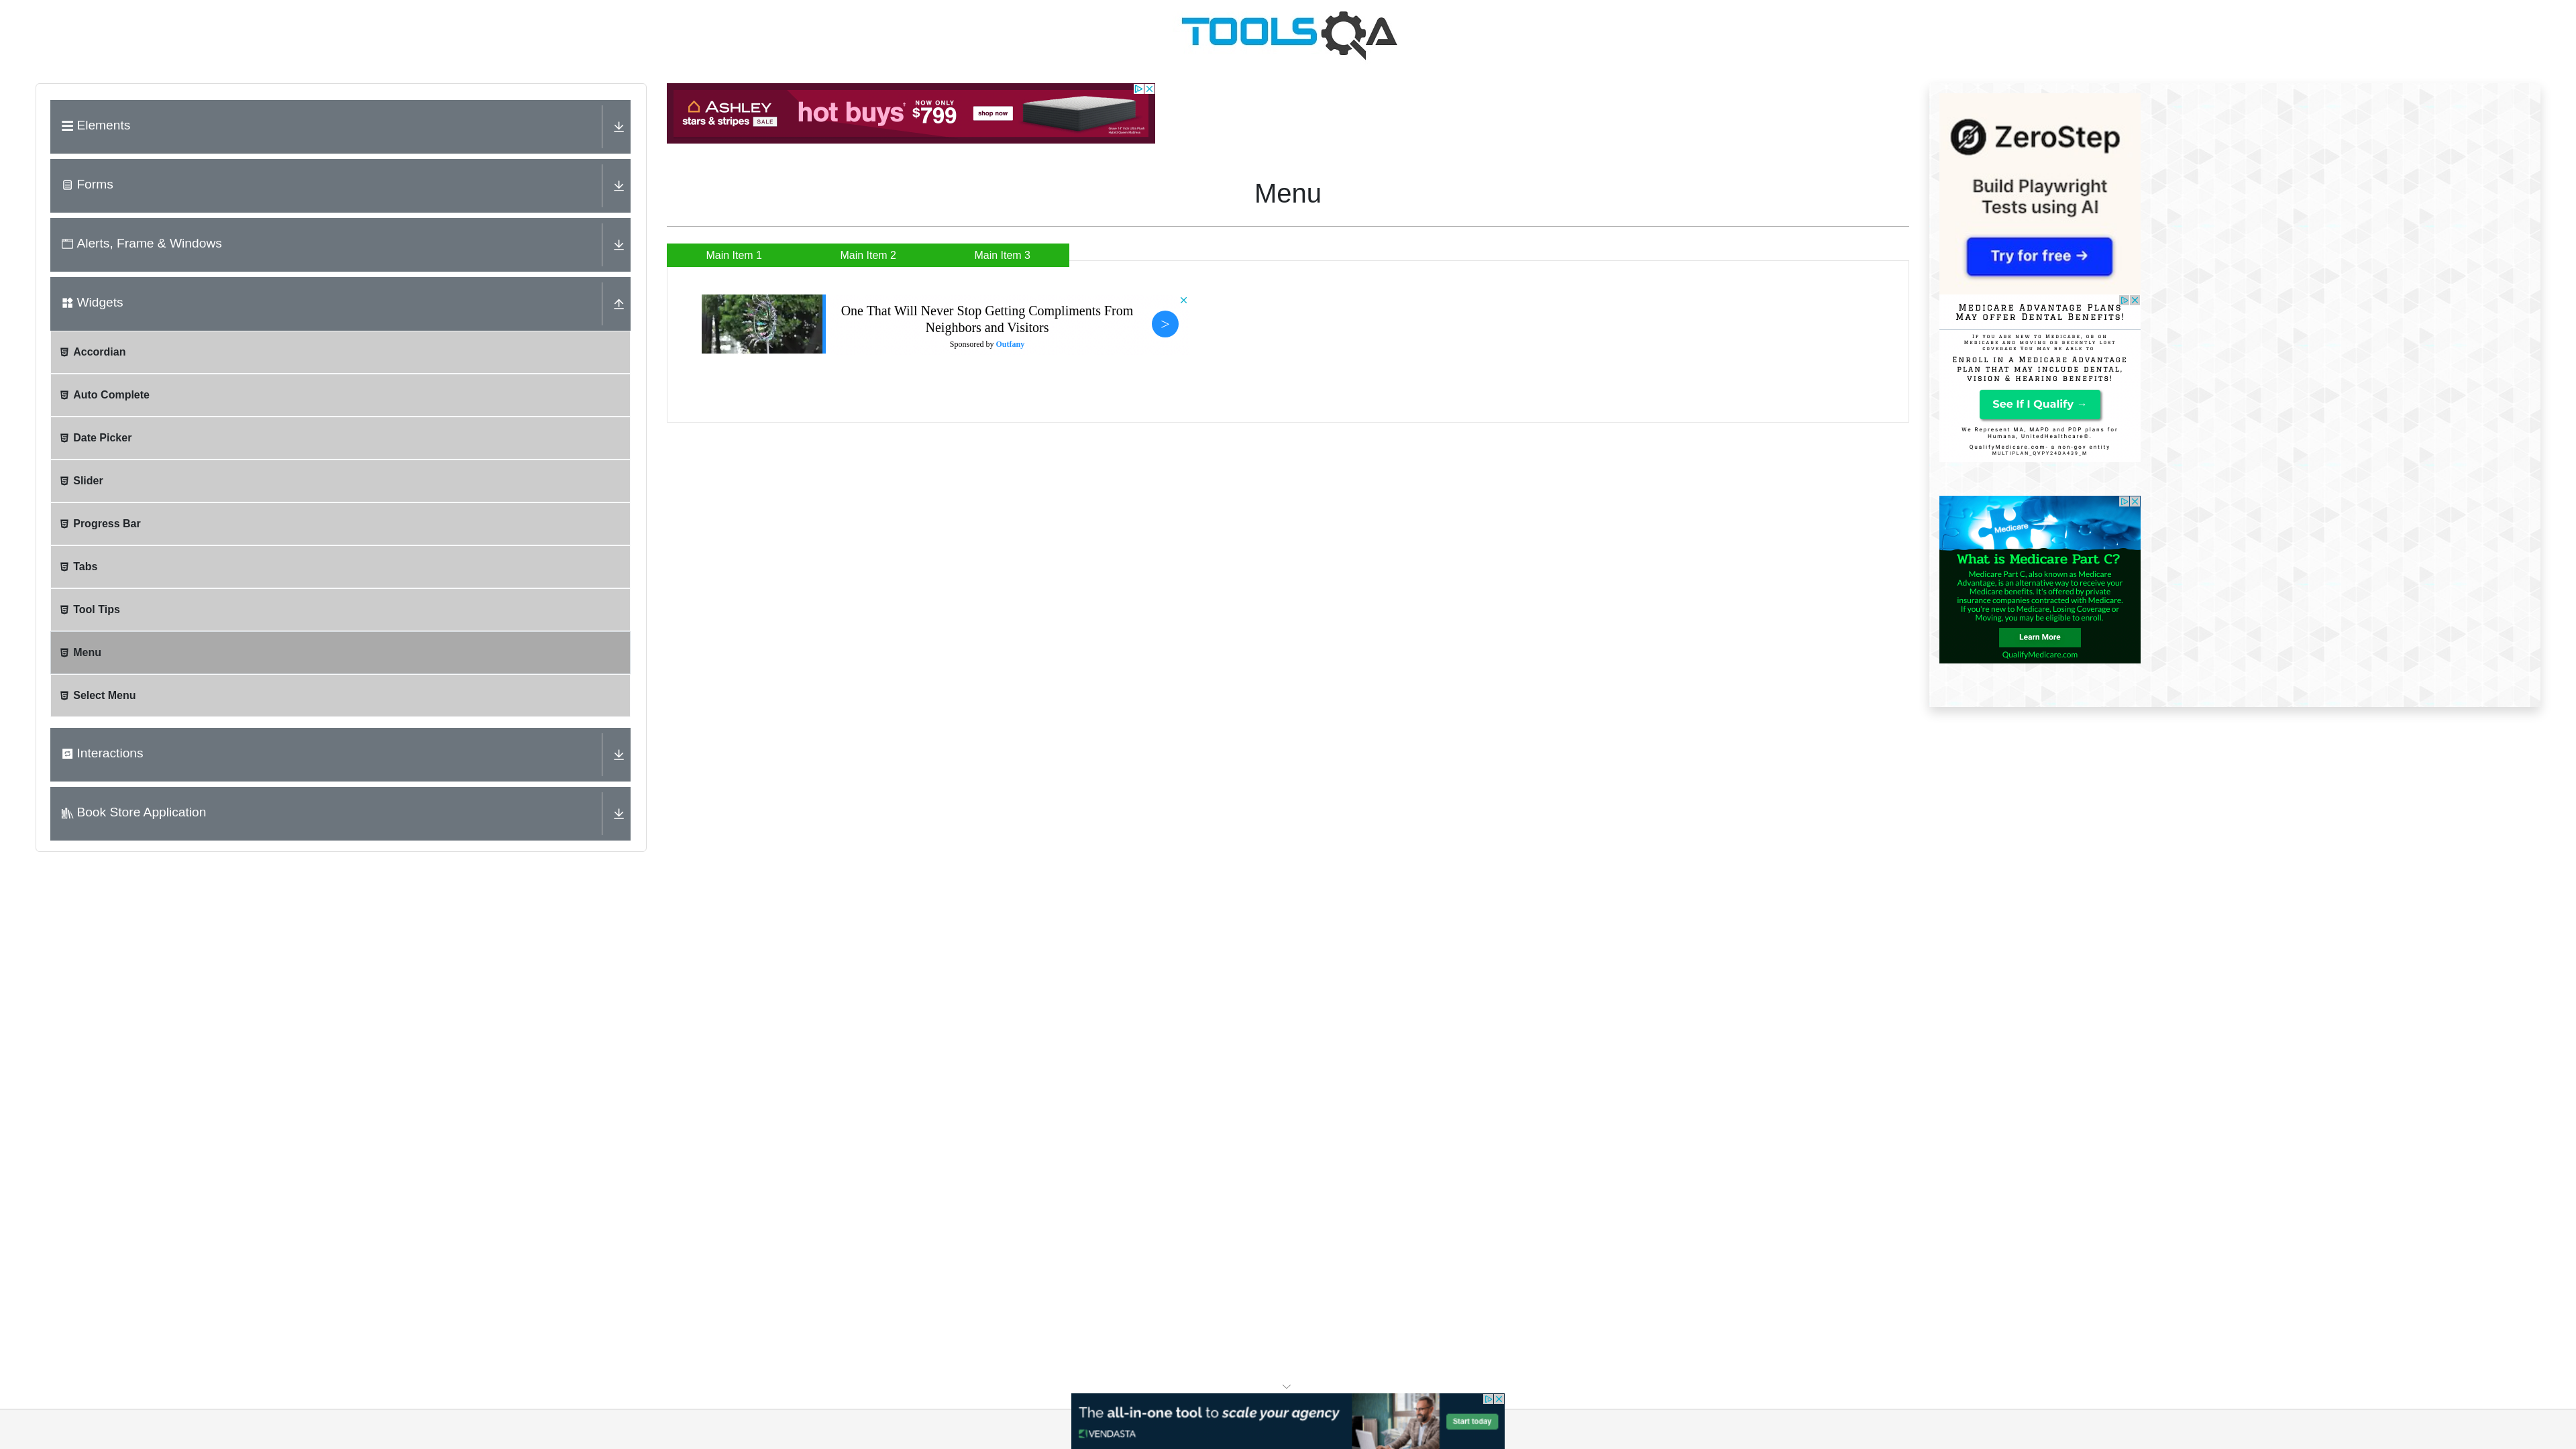 TOOLSQA
Elements
Forms
Alerts, Frame & Windows
Widgets
Accordian
Auto Complete
Date Picker
Slider
Progress Bar
Tabs
Tool Tips
Menu
Select Menu
Interactions
Book Store Application
ASHLEY
stars & stripes SALE
hot buys
NOW ONLY
$799
shop now
Menu
Main Item 1 Main Item 2 Main Item 3
One That Will Never Stop Getting Compliments From
Neighbors and Visitors
Sponsored by Outfany
>
ZeroStep
Build Playwright
Tests using AI
Try for free →
Medicare Advantage Plans
May offer Dental Benefits!
If you are new to Medicare, or on
Medicare and moving or recently lost
coverage you may be able to
Enroll in a Medicare Advantage
plan that may include dental,
vision & hearing benefits!
See If I Qualify →
We Represent MA, MAPD and PDP plans for
Humana, UnitedHealthcare©.
QualifyMedicare.com- a non-gov entity
Medicare
What is Medicare Part C?
Medicare Part C, also known as Medicare
Advantage, is an alternative way to receive your
Medicare benefits. It's offered by private
insurance companies contracted with Medicare.
If you're new to Medicare, Losing Coverage or
Moving, you may be eligible to enroll.
Learn More
QualifyMedicare.com
The all-in-one tool to scale your agency
VENDASTA
Start today